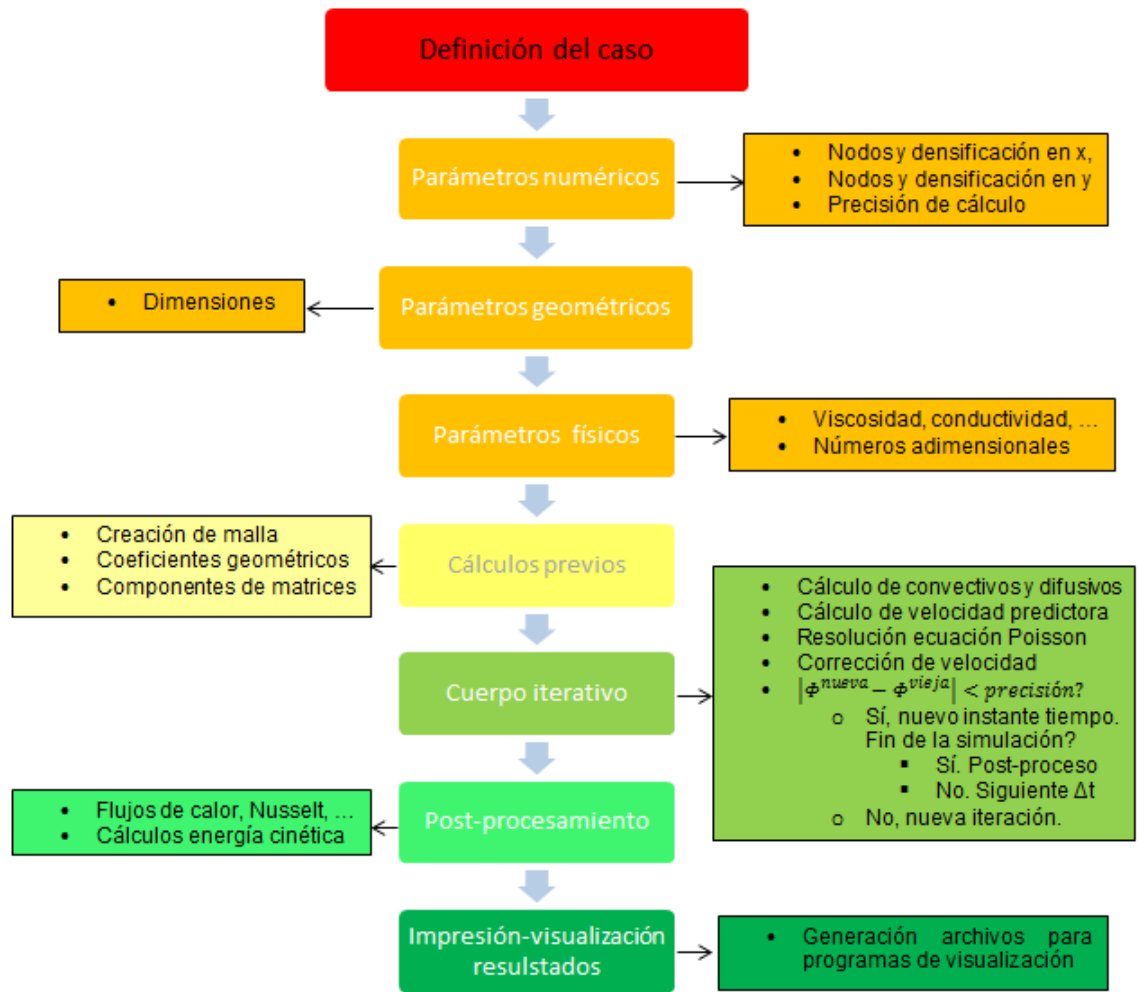 Definición del caso
Parámetros numéricos
• Nodos y densificación en x,
• Nodos y densificación en y
• Precisión de cálculo
Parámetros geométricos
• Dimensiones
Parámetros físicos
• Viscosidad, conductividad, ...
• Números adimensionales
Cálculos previos
• Creación de malla
• Coeficientes geométricos
• Componentes de matrices
Cuerpo iterativo
• Cálculo de convectivos y difusivos
• Cálculo de velocidad predictora
• Resolución ecuación Poisson
• Corrección de velocidad
• |Φ^nueva − Φ^vieja| < precisión?
o Sí, nuevo instante tiempo.
Fin de la simulación?
▪ Sí. Post-proceso
▪ No. Siguiente Δt
o No, nueva iteración.
Post-procesamiento
• Flujos de calor, Nusselt, ...
• Cálculos energía cinética
Impresión-visualización
resulstados
• Generación archivos para
programas de visualización